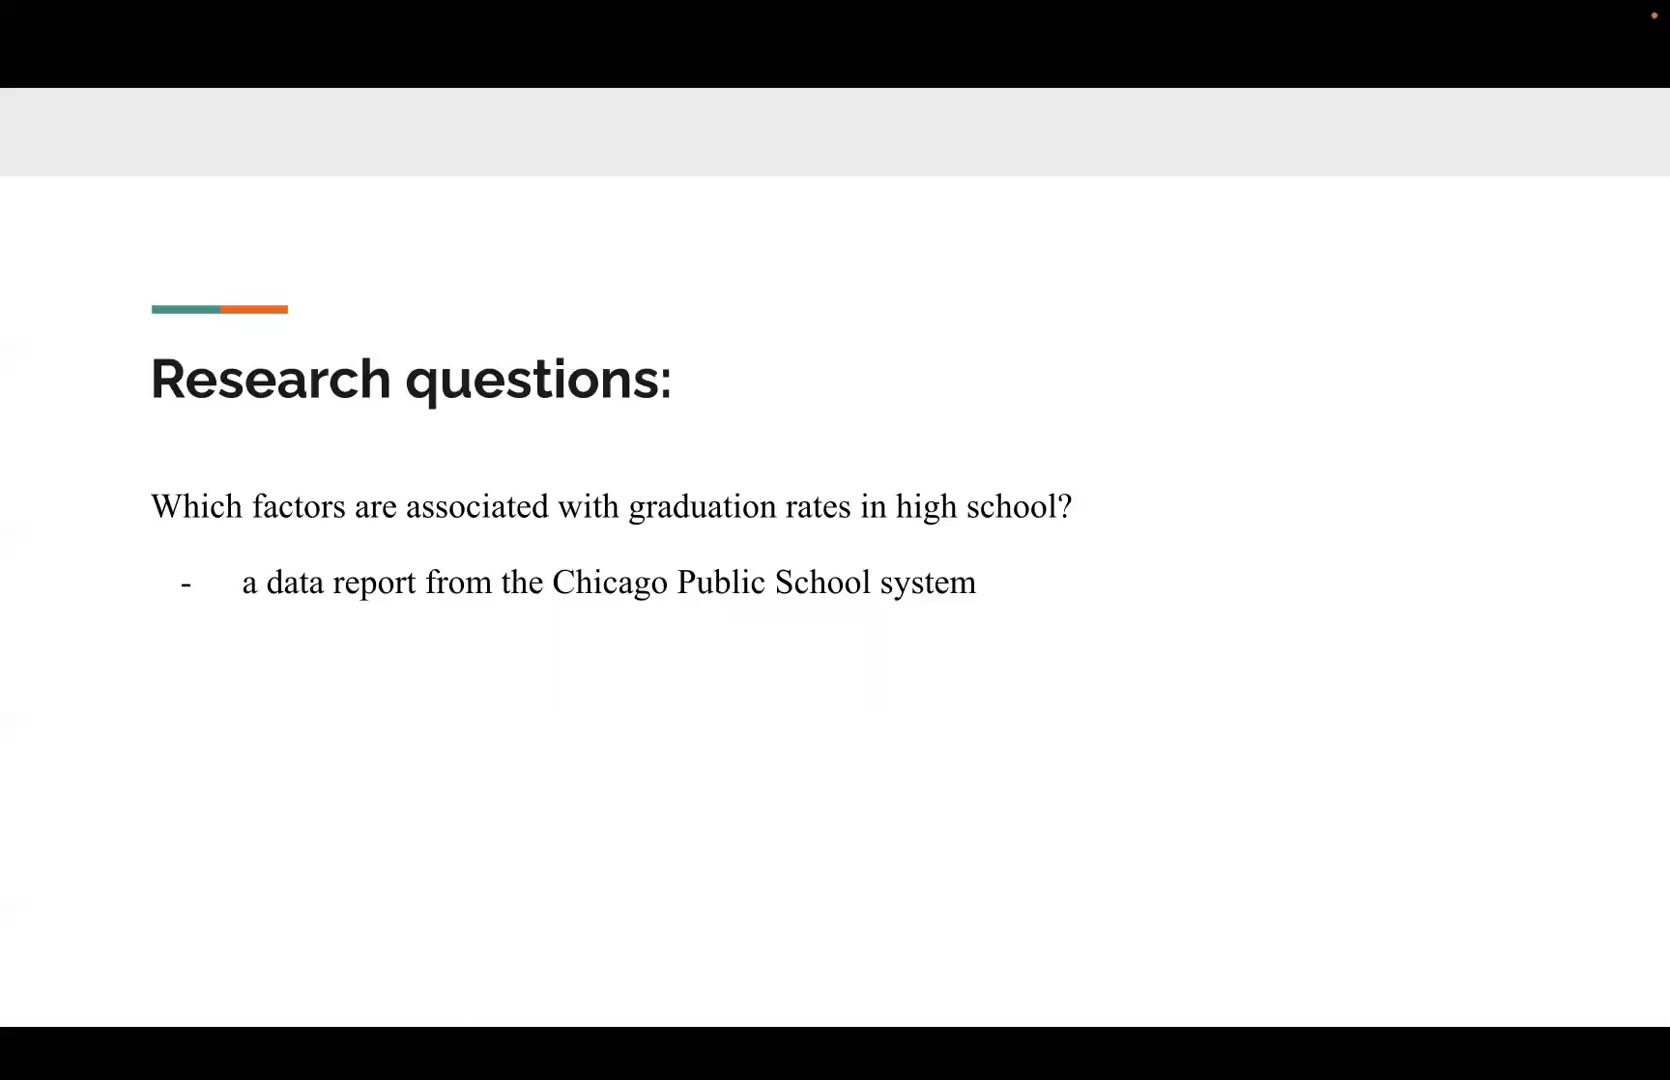 Research questions:
Which factors are associated with graduation rates in high school?
- a data report from the Chicago Public School system